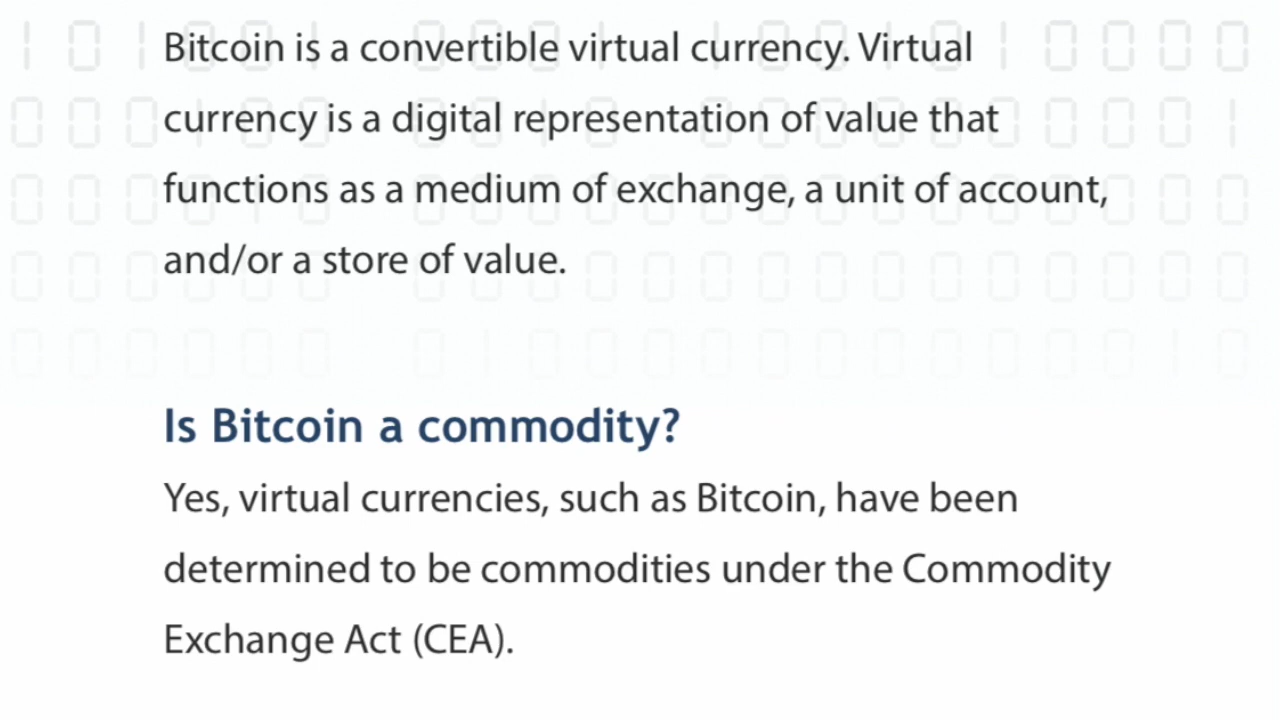 Bitcoin is a convertible virtual currency. Virtual
currency is a digital representation of value that
functions as a medium of exchange, a unit of account,
and/or a store of value.
Is Bitcoin a commodity?
Yes, virtual currencies, such as Bitcoin, have been
determined to be commodities under the Commodity
Exchange Act (CEA).